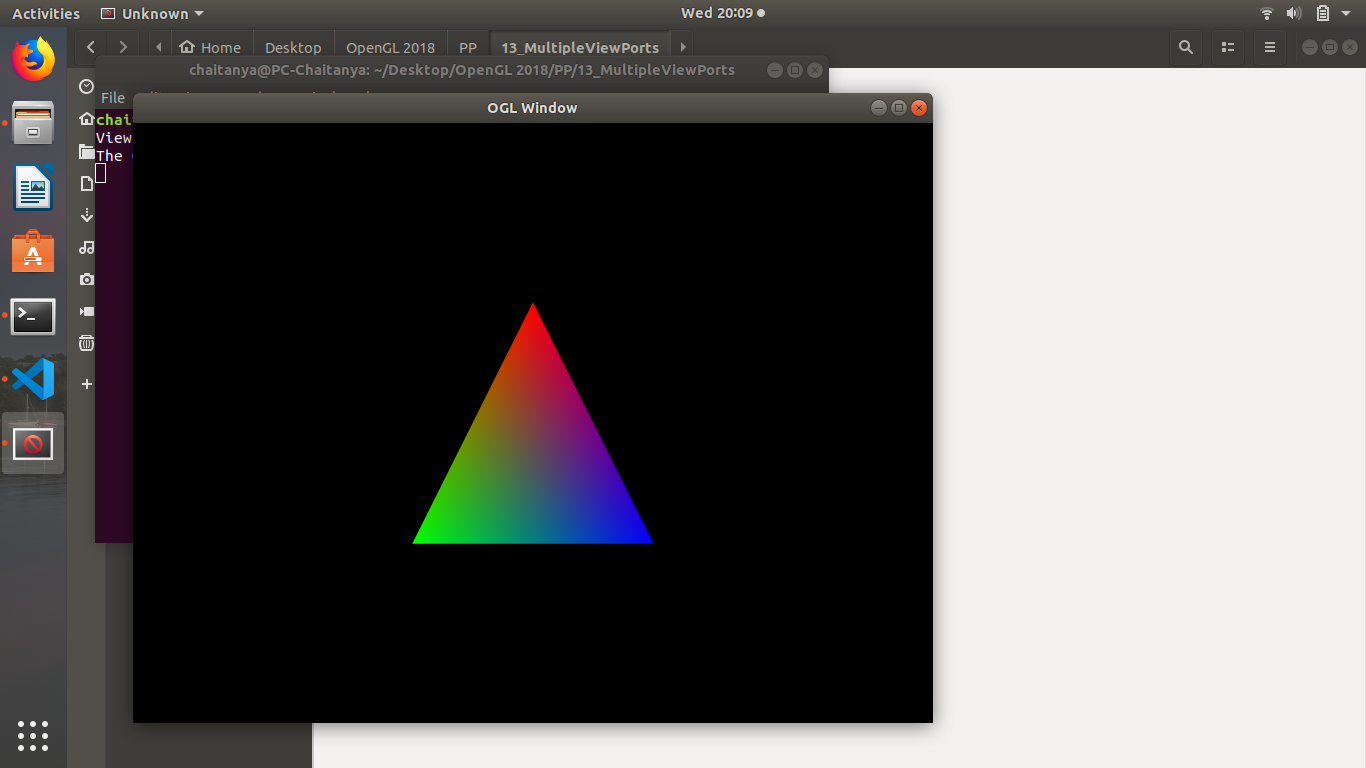 Activities Unknown Wed 20:09
Home Desktop OpenGL 2018 PP 13_MultipleViewPorts
chaitanya@PC-Chaitanya: ~/Desktop/OpenGL 2018/PP/13_MultipleViewPorts
File
OGL Window
chai
View
The